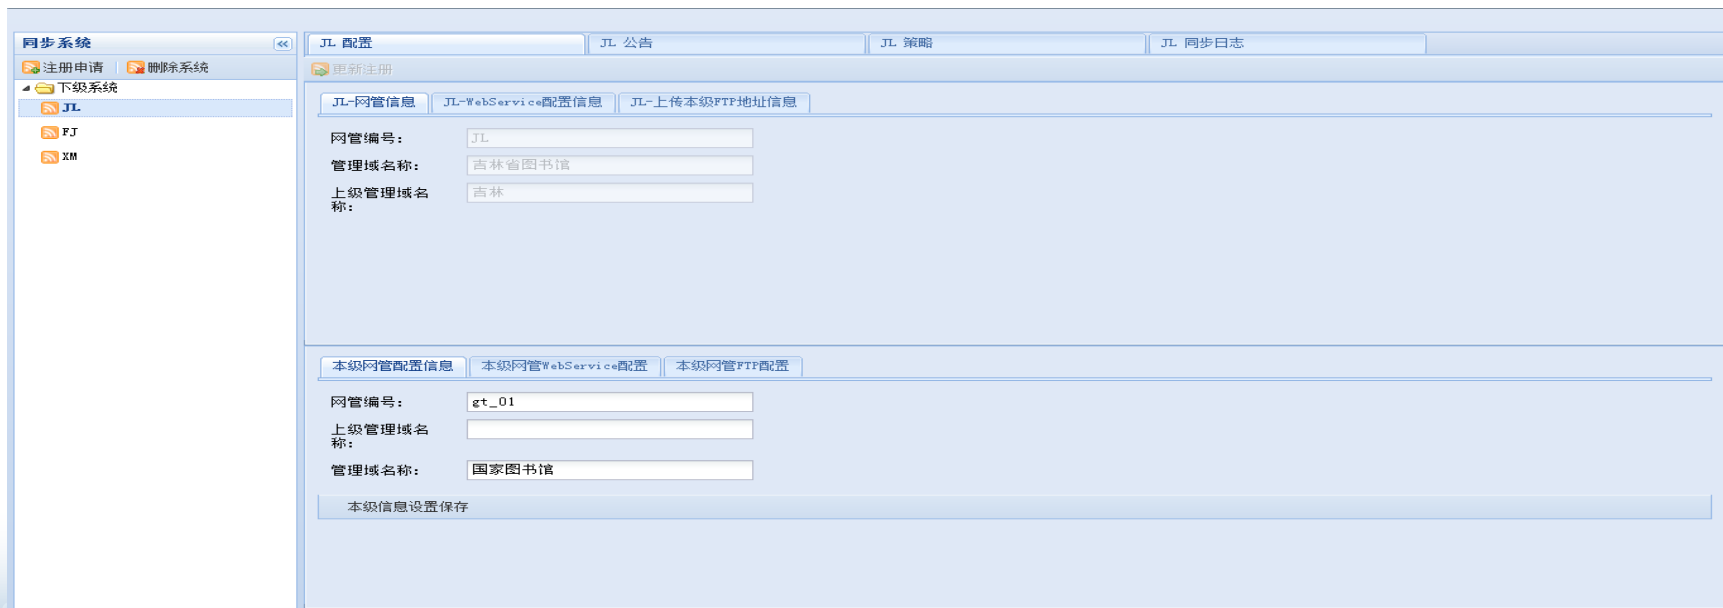 同步系统
注册申请 删除系统
下级系统
JL
FJ
XM
JL 配置 JL 公告 JL 策略 JL 同步日志
更新注册
JL-网管信息 JL-WebService配置信息 JL-上传本级FTP地址信息
网管编号: JL
管理域名称: 吉林省图书馆
上级管理域名 吉林
称:
本级网管配置信息 本级网管WebService配置 本级网管FTP配置
网管编号: gt_01
上级管理域名
称:
管理域名称: 国家图书馆
本级信息设置保存